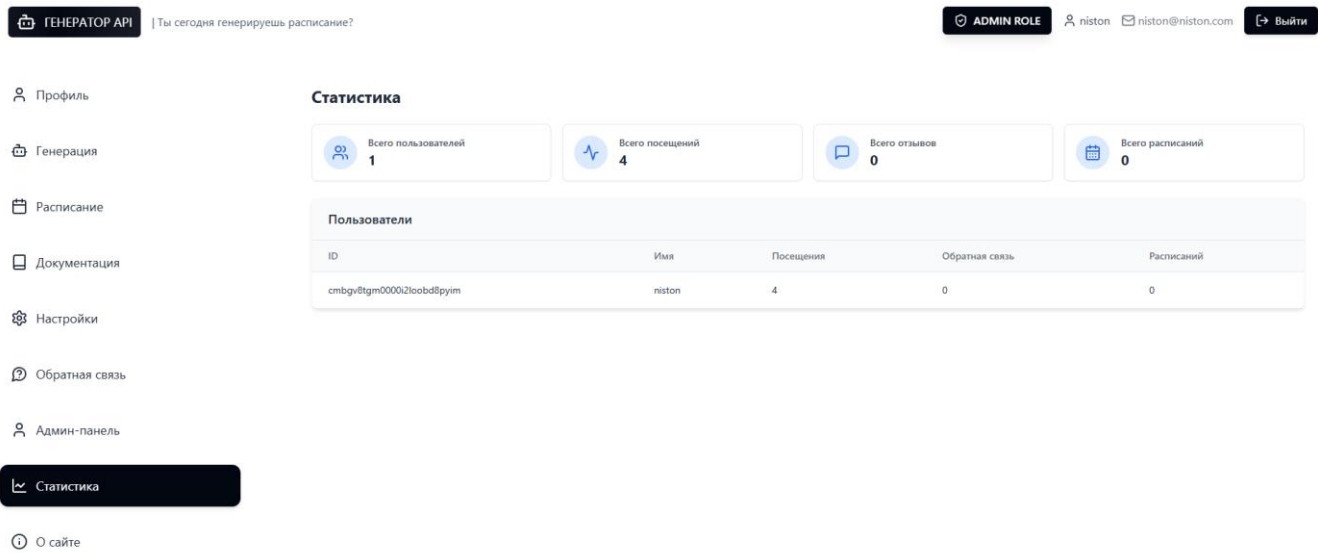 ГЕНЕРАТОР API | Ты сегодня генерируешь расписание? ADMIN ROLE niston niston@niston.com Выйти
Профиль
Генерация
Расписание
Документация
Настройки
Обратная связь
Админ-панель
Статистика
О сайте
Статистика
Всего пользователей
1
Всего посещений
4
Всего отзывов
0
Всего расписаний
0
Пользователи
ID Имя Посещения Обратная связь Расписаний
cmbgv8tgm0000i2loobd8pyim niston 4 0 0